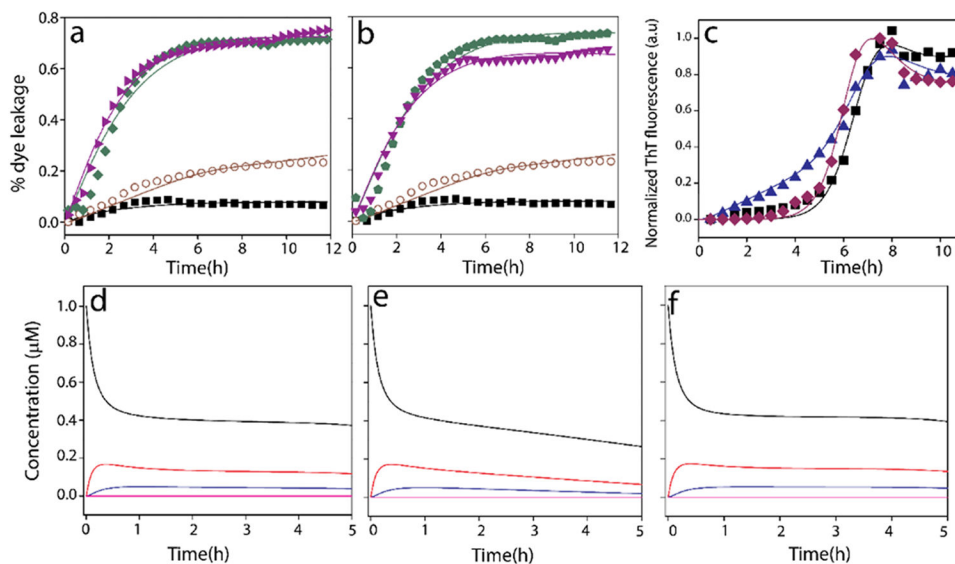 a
b
c
% dye leakage
0.8
0.6
0.4
0.2
0.0
0 2 4 6 8 10 12
Time(h)
0 2 4 6 8 10 12
Time(h)
Normalized ThT fluorescence (a.u)
1.0
0.8
0.6
0.4
0.2
0.0
0 2 4 6 8 10
Time(h)
d
e
f
Concentration (μM)
1.0
0.8
0.6
0.4
0.2
0.0
0 1 2 3 4 5
Time(h)
0 1 2 3 4 5
Time(h)
0 1 2 3 4 5
Time(h)